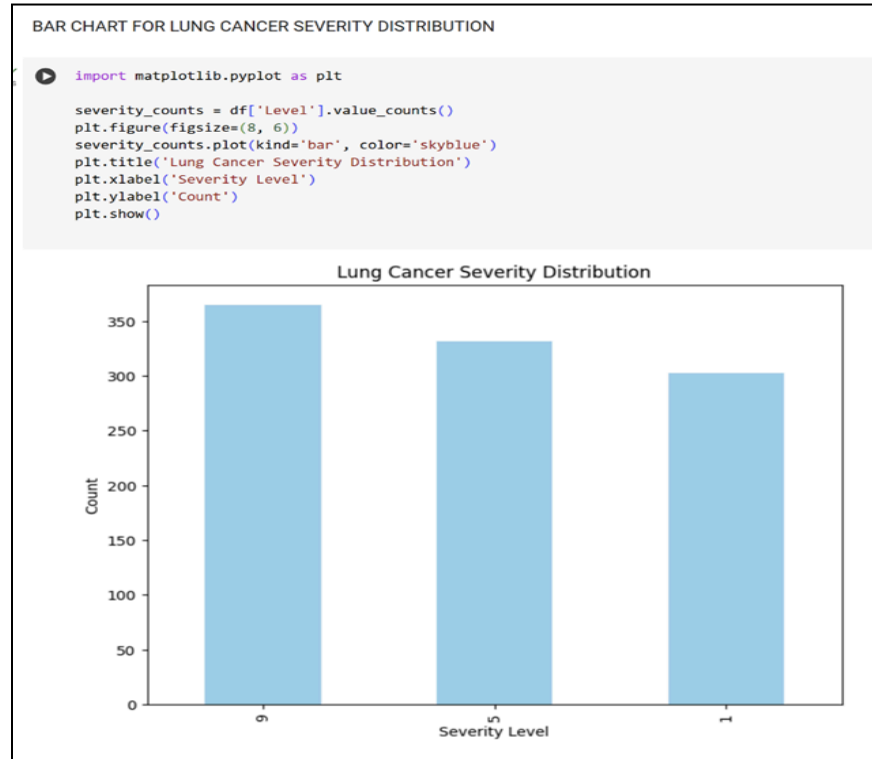 BAR CHART FOR LUNG CANCER SEVERITY DISTRIBUTION
import matplotlib.pyplot as plt
severity_counts = df['Level'].value_counts()
plt.figure(figsize=(8, 6))
severity_counts.plot(kind='bar', color='skyblue')
plt.title('Lung Cancer Severity Distribution')
plt.xlabel('Severity Level')
plt.ylabel('Count')
plt.show()
Lung Cancer Severity Distribution
350
300
250
200
150
100
50
0
Count
9 5 1
Severity Level